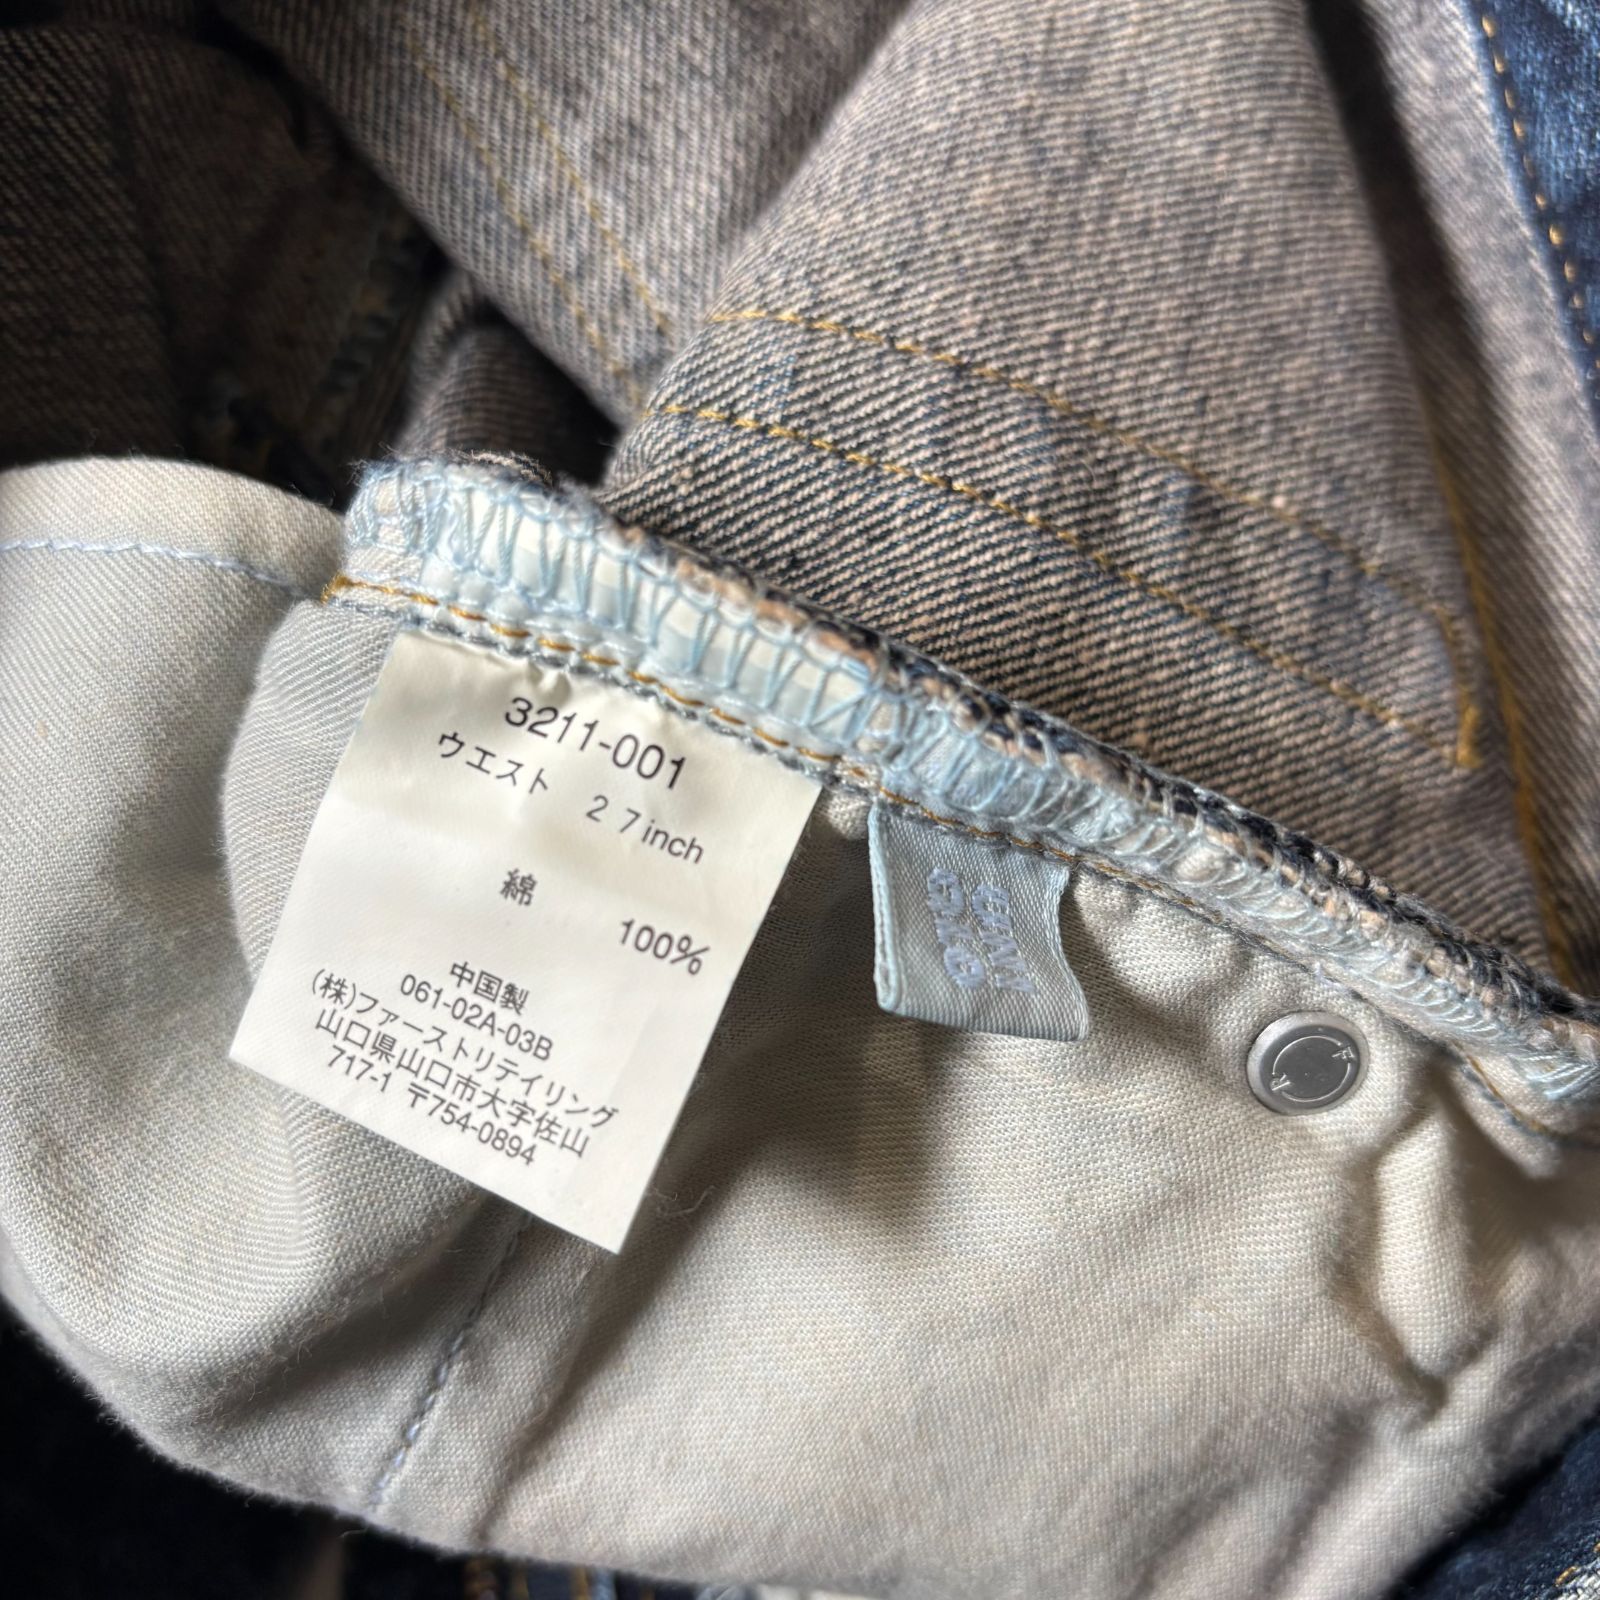 3211-001
ウエスト 27inch
綿 100%
中国製
061-02A-03B
(株)ファーストリテイリング
山口県山口市大字佐山
717-1 〒754-0894
F
R